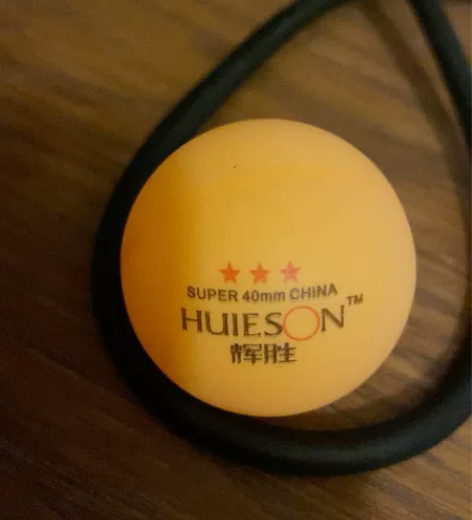 ★ ★ ★
SUPER 40mm CHINA
HUIESON™
辉胜